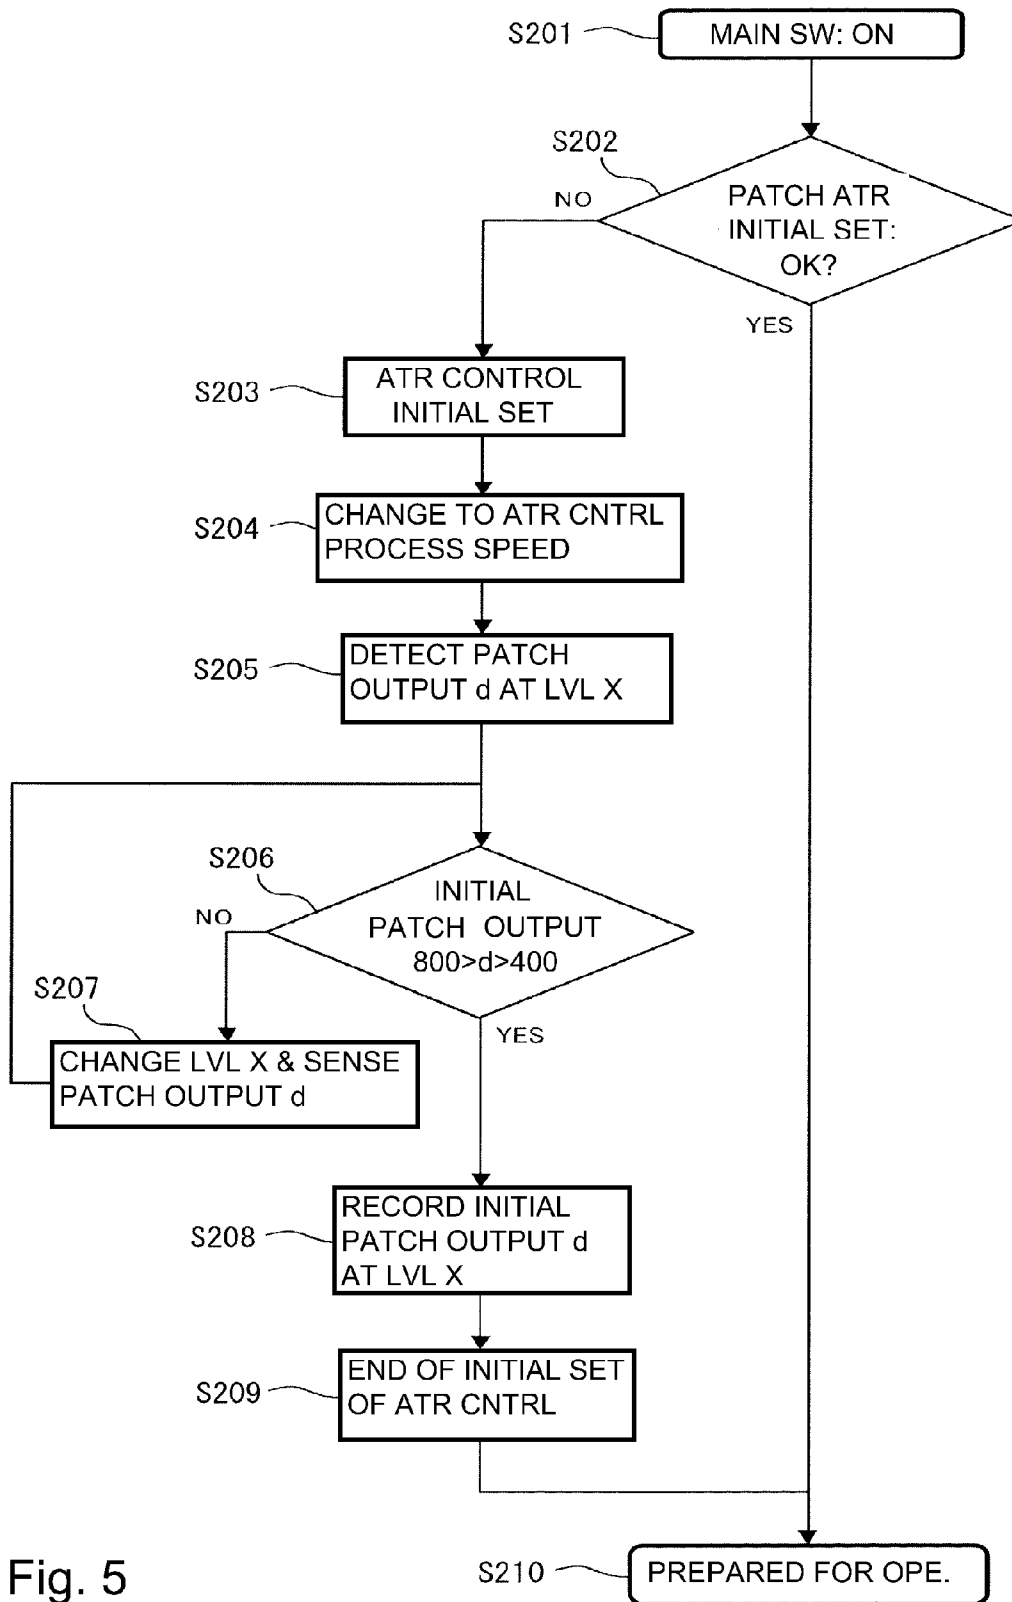 S201
MAIN SW: ON
S202
PATCH ATR
INITIAL SET:
OK?
NO
YES
S203
ATR CONTROL
INITIAL SET
S204
CHANGE TO ATR CNTRL
PROCESS SPEED
S205
DETECT PATCH
OUTPUT d AT LVL X
S206
INITIAL
PATCH OUTPUT
800>d>400
NO
YES
S207
CHANGE LVL X & SENSE
PATCH OUTPUT d
S208
RECORD INITIAL
PATCH OUTPUT d
AT LVL X
S209
END OF INITIAL SET
OF ATR CNTRL
S210
PREPARED FOR OPE.
Fig. 5